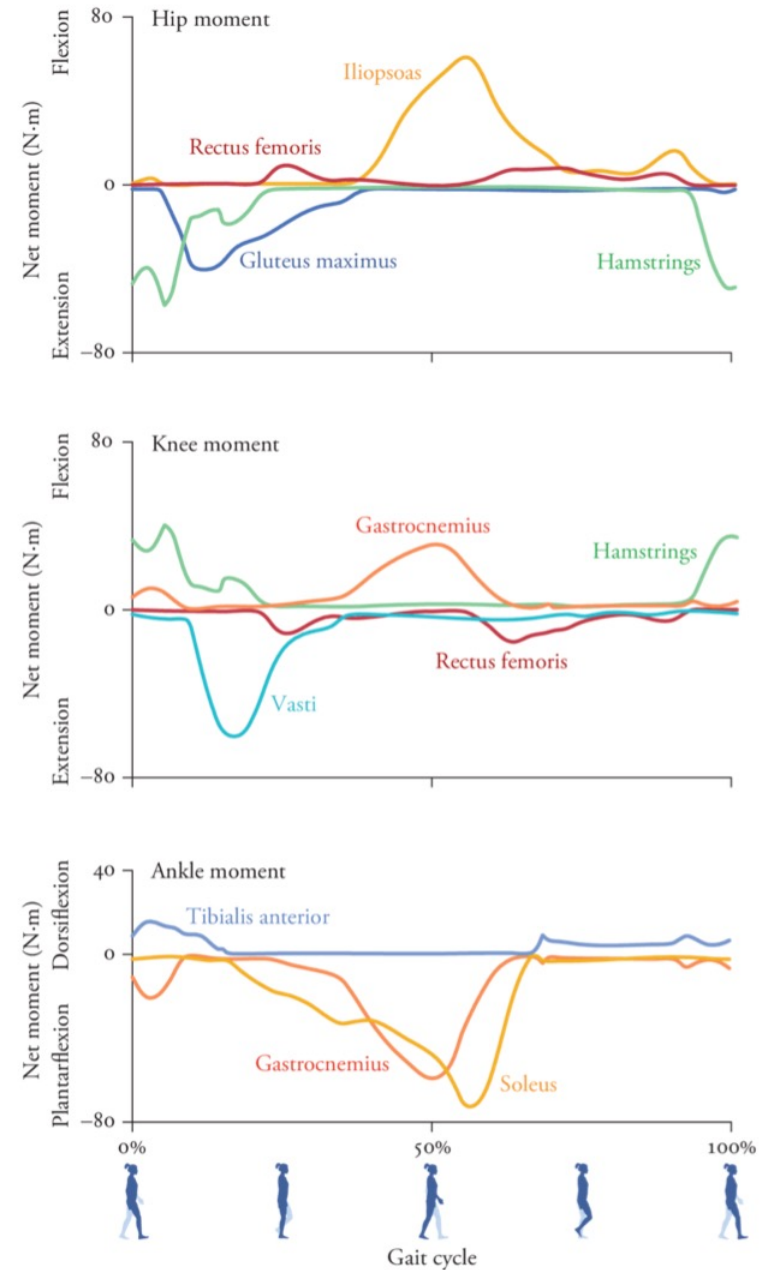 80
Hip moment
Flexion
Iliopsoas
Rectus femoris
Net moment (N·m)
0
Gluteus maximus
Hamstrings
Extension
–80
80
Knee moment
Flexion
Gastrocnemius
Hamstrings
Net moment (N·m)
0
Rectus femoris
Vasti
Extension
–80
40
Ankle moment
Dorsiflexion
Tibialis anterior
0
Net moment (N·m)
Plantarflexion
Gastrocnemius
Soleus
–80
0%
50%
100%
Gait cycle